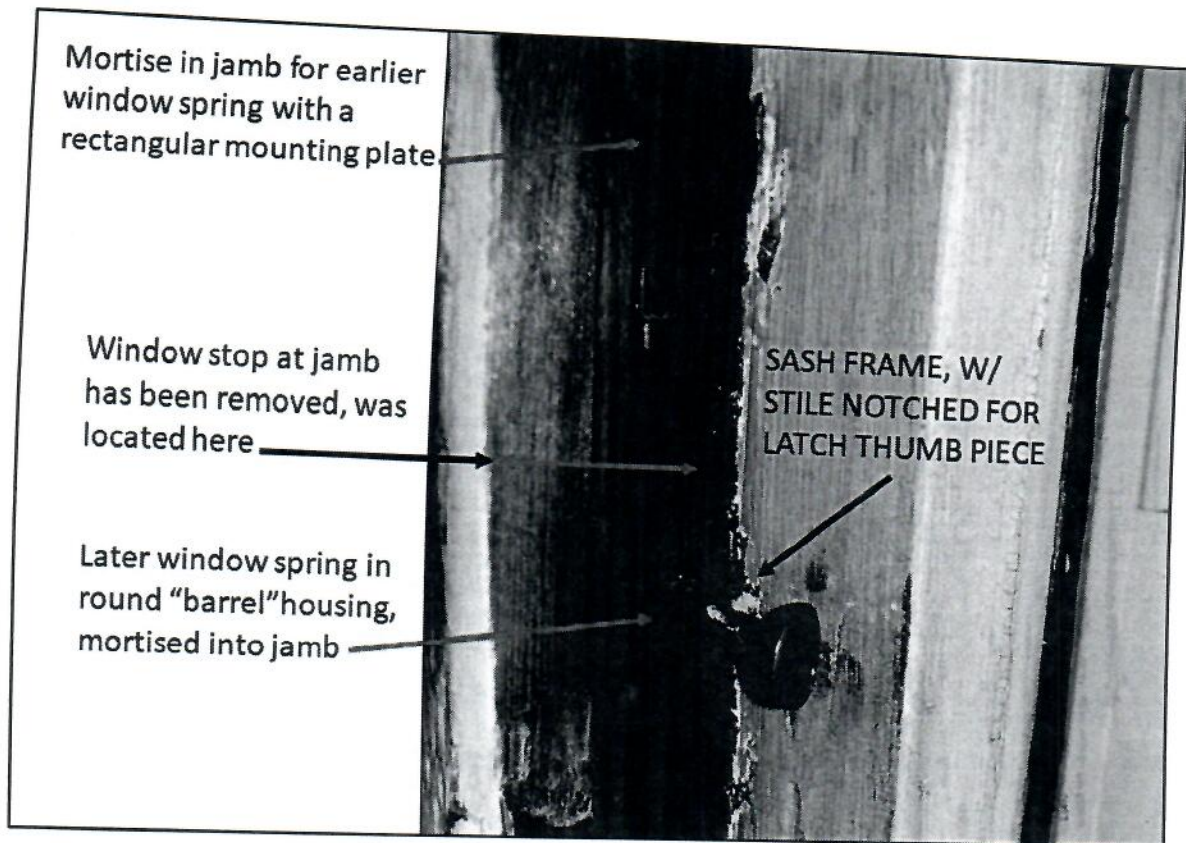 Mortise in jamb for earlier
window spring with a
rectangular mounting plate
Window stop at jamb
has been removed, was
located here
SASH FRAME, W/
STILE NOTCHED FOR
LATCH THUMB PIECE
Later window spring in
round "barrel"housing,
mortised into jamb